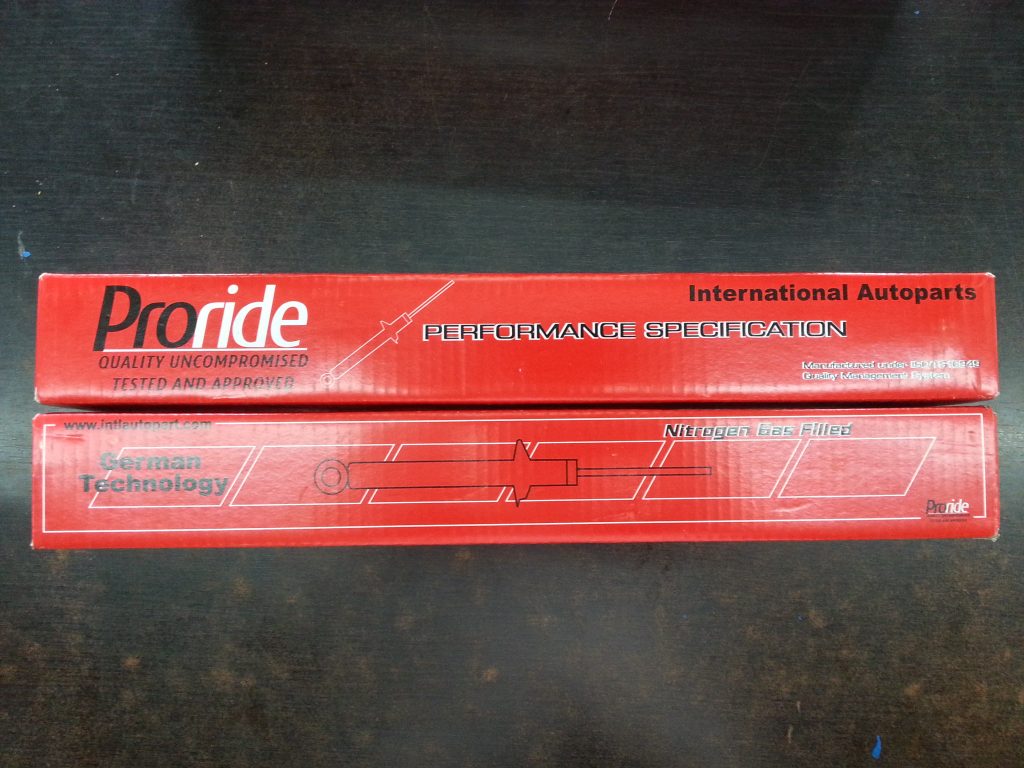 Proride
QUALITY UNCOMPROMISED
TESTED AND APPROVED
PERFORMANCE SPECIFICATION
International Autoparts
Manufactured under
Quality Management System
www.intlautopart.com
German
Technology
Nitrogen Gas Filled
Proride